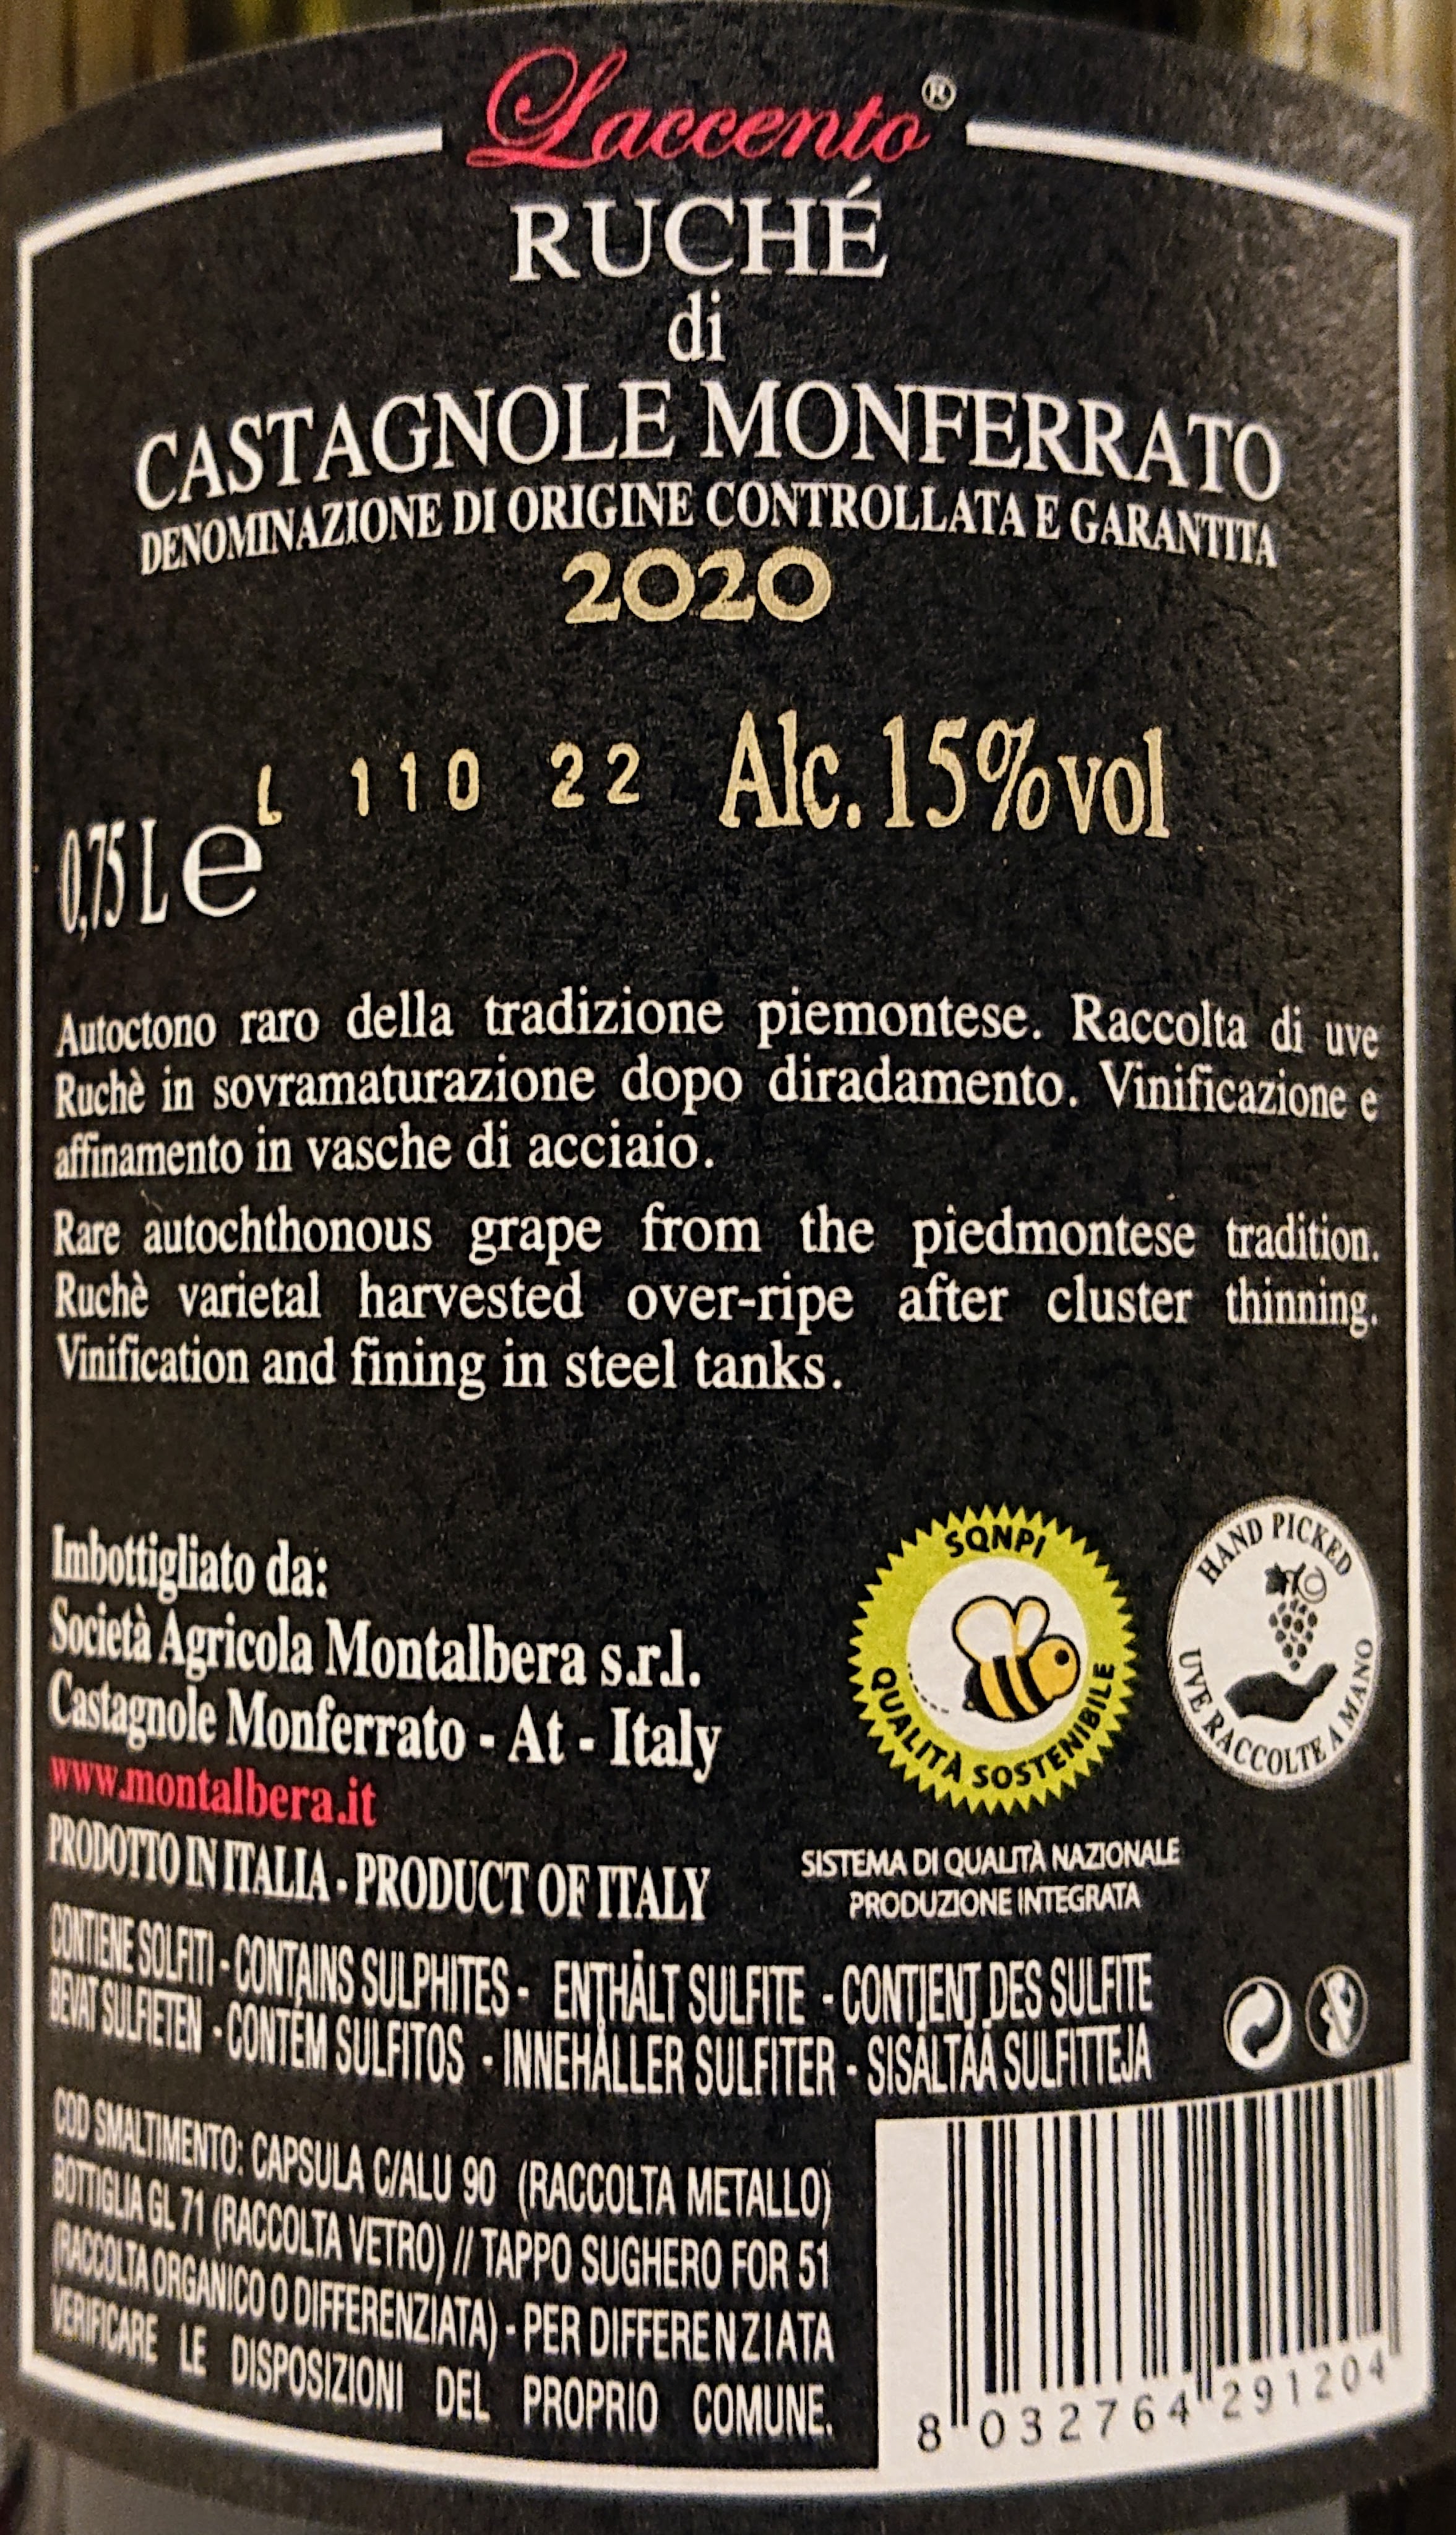 Laccento®
RUCHÉ
di
CASTAGNOLE MONFERRATO
DENOMINAZIONE DI ORIGINE CONTROLLATA E GARANTITA
2020
L 110 22 Alc. 15% vol
0,75 L e
Autoctono raro della tradizione piemontese. Raccolta di uve
Ruchè in sovramaturazione dopo diradamento. Vinificazione e
affinamento in vasche di acciaio.
Rare autochthonous grape from the piedmontese tradition.
Ruchè varietal harvested over-ripe after cluster thinning.
Vinification and fining in steel tanks.
Imbottigliato da:
Società Agricola Montalbera s.r.l.
Castagnole Monferrato - At - Italy
www.montalbera.it
PRODOTTO IN ITALIA - PRODUCT OF ITALY
SQNPI
QUALITÀ SOSTENIBILE
SISTEMA DI QUALITÀ NAZIONALE
PRODUZIONE INTEGRATA
HAND PICKED
UVE RACCOLTE A MANO
CONTIENE SOLFITI - CONTAINS SULPHITES - ENTHÄLT SULFITE - CONTIENT DES SULFITE
BEVAT SULFIETEN - CONTÉM SULFITOS - INNEHÅLLER SULFITER - SISÄLTÄÄ SULFITTEJA
COD SMALTIMENTO: CAPSULA C/ALU 90 (RACCOLTA METALLO)
BOTTIGLIA GL 71 (RACCOLTA VETRO) // TAPPO SUGHERO FOR 51
(RACCOLTA ORGANICO O DIFFERENZIATA) - PER DIFFERENZIATA
VERIFICARE LE DISPOSIZIONI DEL PROPRIO COMUNE.
8 032764 291204